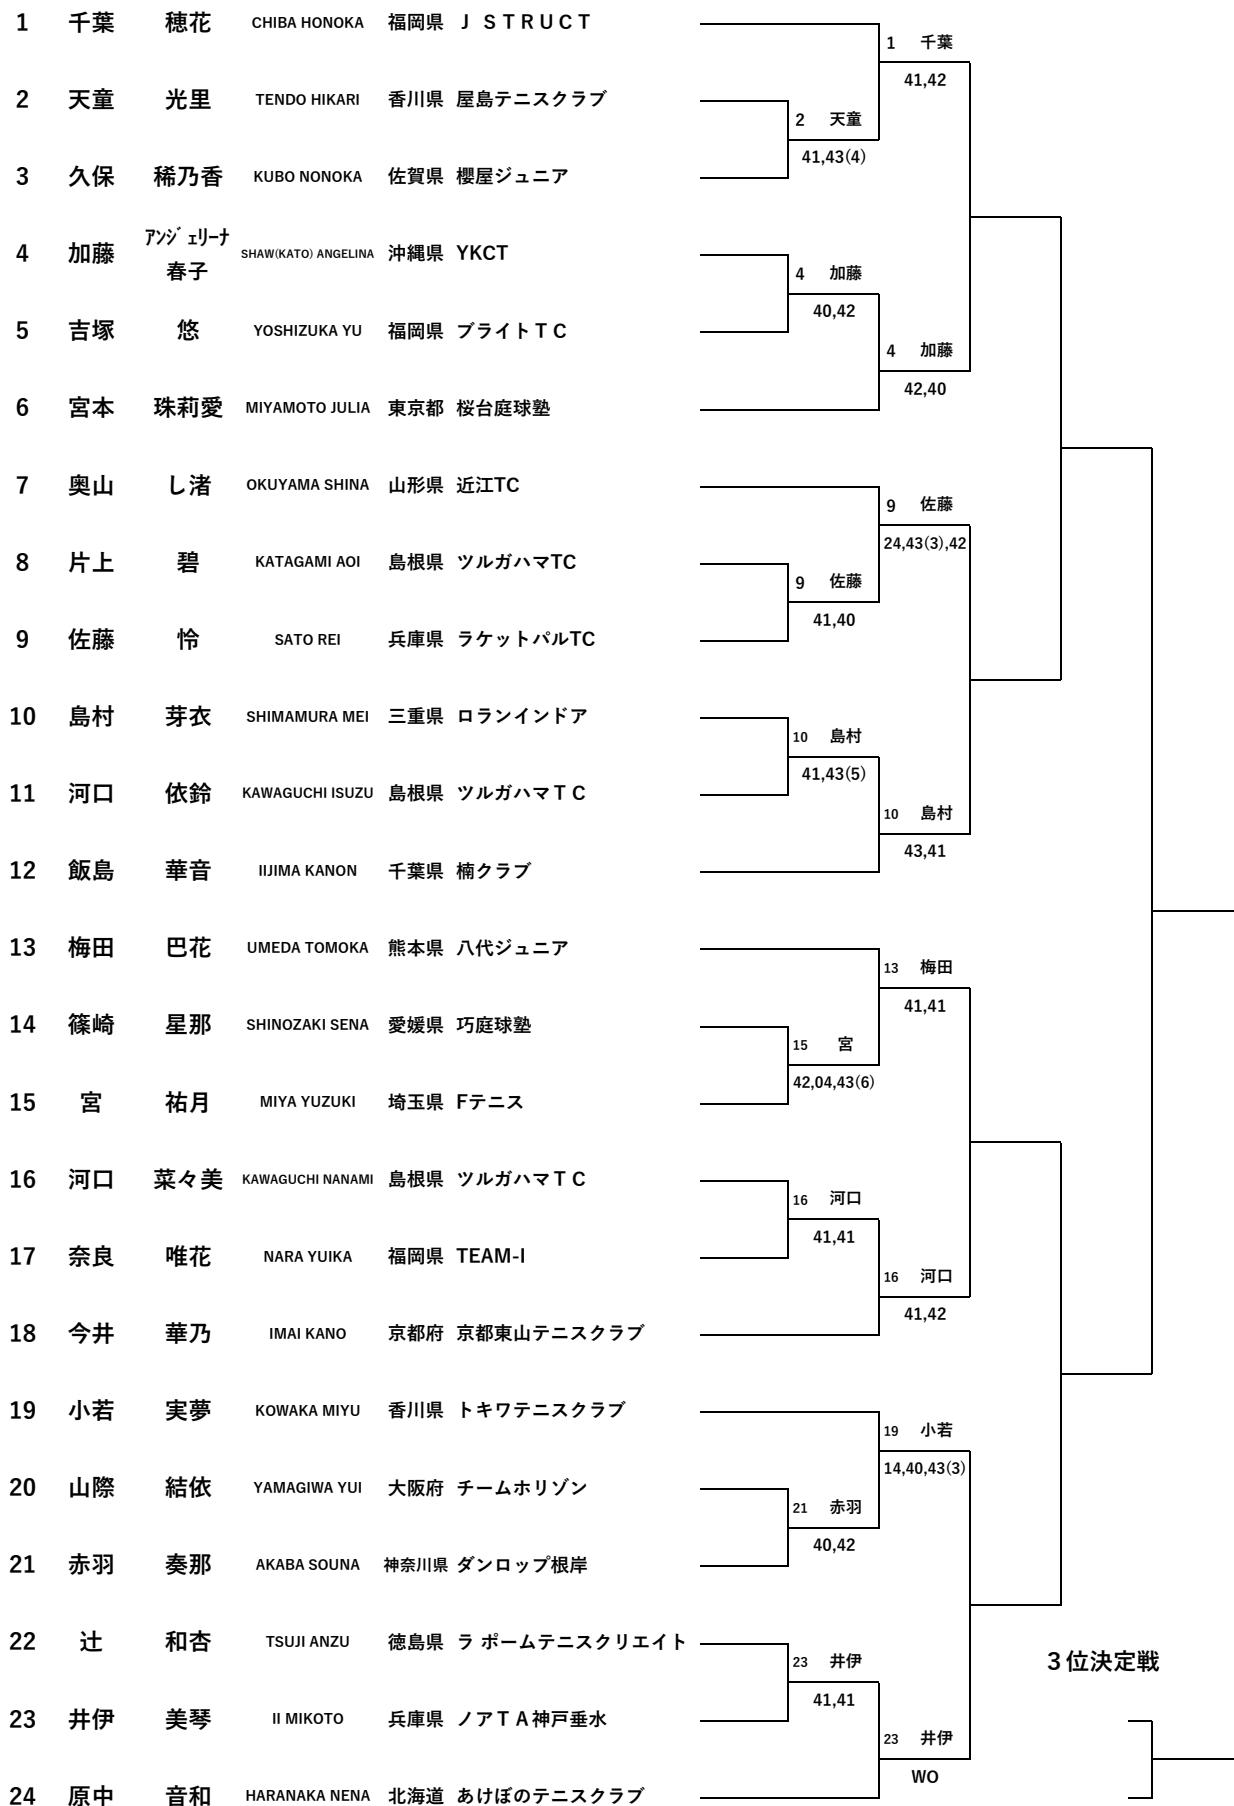 1 千葉 穂花 CHIBA HONOKA 福岡県 Ｊ ＳＴＲＵＣＴ
1 千葉
41,42
2 天童 光里 TENDO HIKARI 香川県 屋島テニスクラブ
2 天童
41,43(4)
3 久保 稀乃香 KUBO NONOKA 佐賀県 櫻屋ジュニア
4 加藤 ｱﾝｼﾞｪﾘｰﾅ 春子 SHAW(KATO) ANGELINA 沖縄県 YKCT
4 加藤
40,42
5 吉塚 悠 YOSHIZUKA YU 福岡県 ブライトＴＣ
4 加藤
42,40
6 宮本 珠莉愛 MIYAMOTO JULIA 東京都 桜台庭球塾
7 奥山 し渚 OKUYAMA SHINA 山形県 近江TC
9 佐藤
24,43(3),42
8 片上 碧 KATAGAMI AOI 島根県 ツルガハマTC
9 佐藤
41,40
9 佐藤 怜 SATO REI 兵庫県 ラケットパルTC
10 島村 芽衣 SHIMAMURA MEI 三重県 ロランインドア
10 島村
41,43(5)
11 河口 依鈴 KAWAGUCHI ISUZU 島根県 ツルガハマＴＣ
10 島村
43,41
12 飯島 華音 IIJIMA KANON 千葉県 楠クラブ
13 梅田 巴花 UMEDA TOMOKA 熊本県 八代ジュニア
13 梅田
41,41
14 篠崎 星那 SHINOZAKI SENA 愛媛県 巧庭球塾
15 宮
42,04,43(6)
15 宮 祐月 MIYA YUZUKI 埼玉県 Fテニス
16 河口 菜々美 KAWAGUCHI NANAMI 島根県 ツルガハマＴＣ
16 河口
41,41
17 奈良 唯花 NARA YUIKA 福岡県 TEAM-I
16 河口
41,42
18 今井 華乃 IMAI KANO 京都府 京都東山テニスクラブ
19 小若 実夢 KOWAKA MIYU 香川県 トキワテニスクラブ
19 小若
14,40,43(3)
20 山際 結依 YAMAGIWA YUI 大阪府 チームホリゾン
21 赤羽
40,42
21 赤羽 奏那 AKABA SOUNA 神奈川県 ダンロップ根岸
22 辻 和杏 TSUJI ANZU 徳島県 ラ ポームテニスクリエイト
３位決定戦
23 井伊
41,41
23 井伊 美琴 II MIKOTO 兵庫県 ノアＴＡ神戸垂水
23 井伊
WO
24 原中 音和 HARANAKA NENA 北海道 あけぼのテニスクラブ